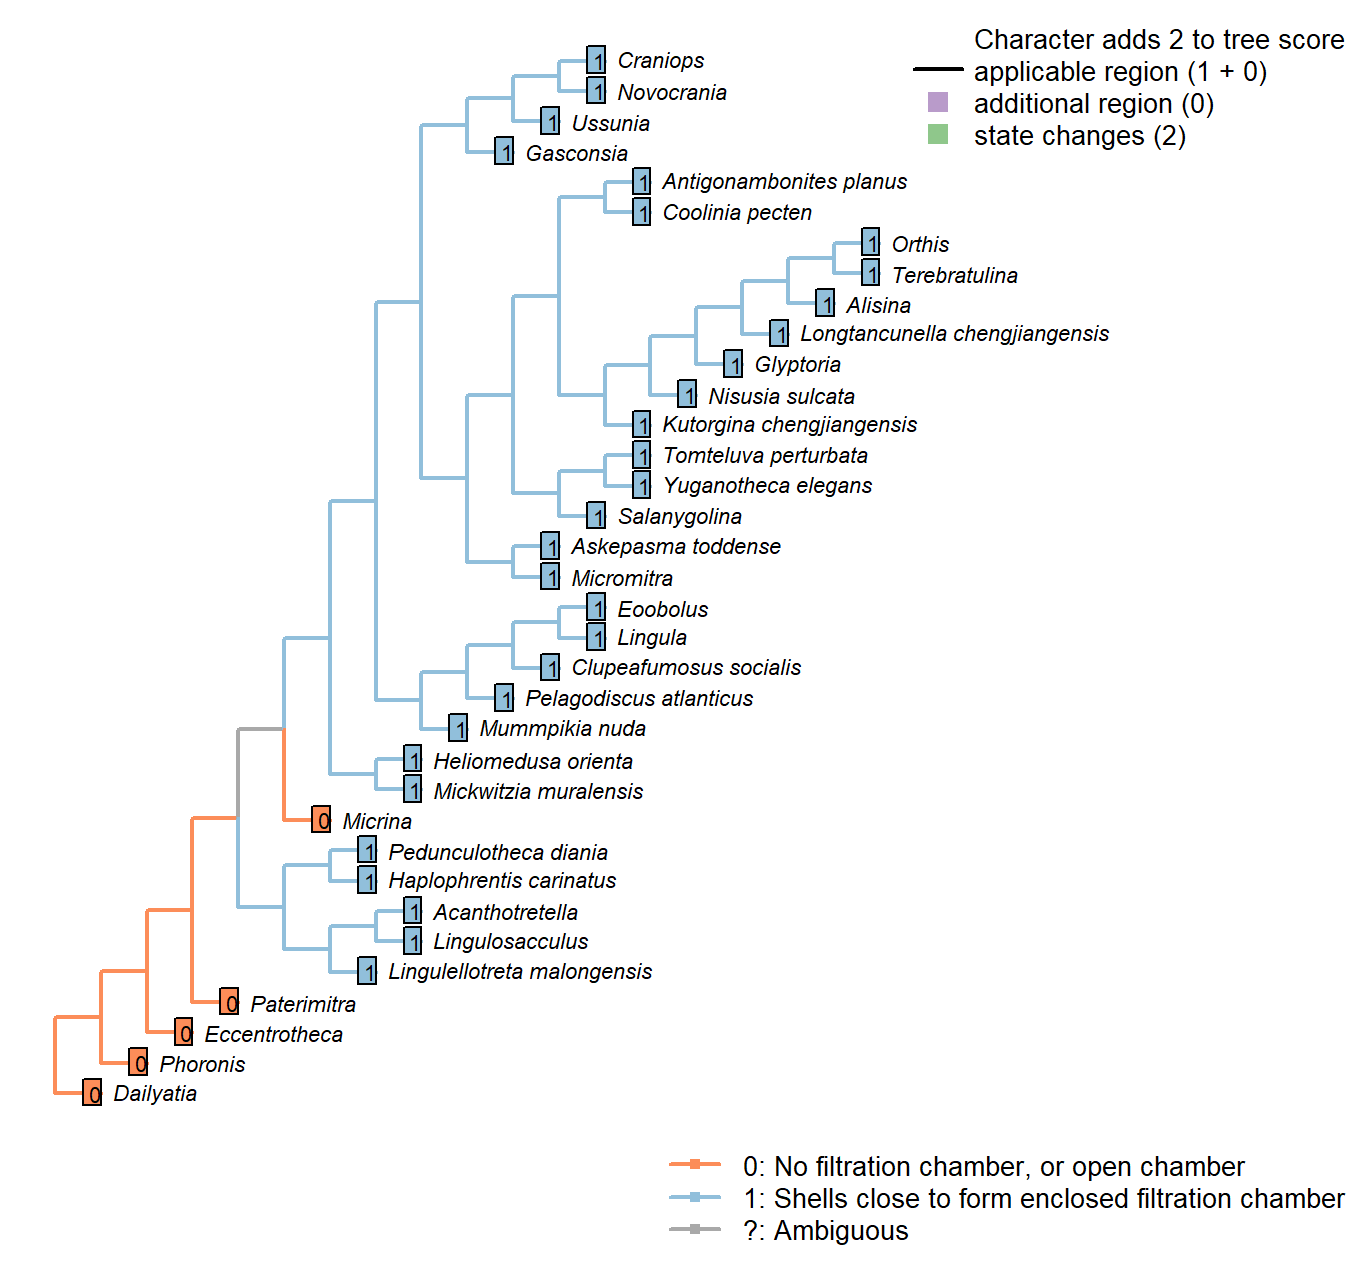 Character adds 2 to tree score
applicable region (1 + 0)
additional region (0)
state changes (2)
1 Craniops
1 Novocrania
1 Ussunia
1 Gasconsia
1 Antigonambonites planus
1 Coolinia pecten
1 Orthis
1 Terebratulina
1 Alisina
1 Longtancunella chengjiangensis
1 Glyptoria
1 Nisusia sulcata
1 Kutorgina chengjiangensis
1 Tomteluva perturbata
1 Yuganotheca elegans
1 Salanygolina
1 Askepasma toddense
1 Micromitra
1 Eoobolus
1 Lingula
1 Clupeafumosus socialis
1 Pelagodiscus atlanticus
1 Mummpikia nuda
1 Heliomedusa orienta
1 Mickwitzia muralensis
0 Micrina
1 Pedunculotheca diania
1 Haplophrentis carinatus
1 Acanthotretella
1 Lingulosacculus
1 Lingulellotreta malongensis
0 Paterimitra
0 Eccentrotheca
0 Phoronis
0 Dailyatia
0: No filtration chamber, or open chamber
1: Shells close to form enclosed filtration chamber
?: Ambiguous